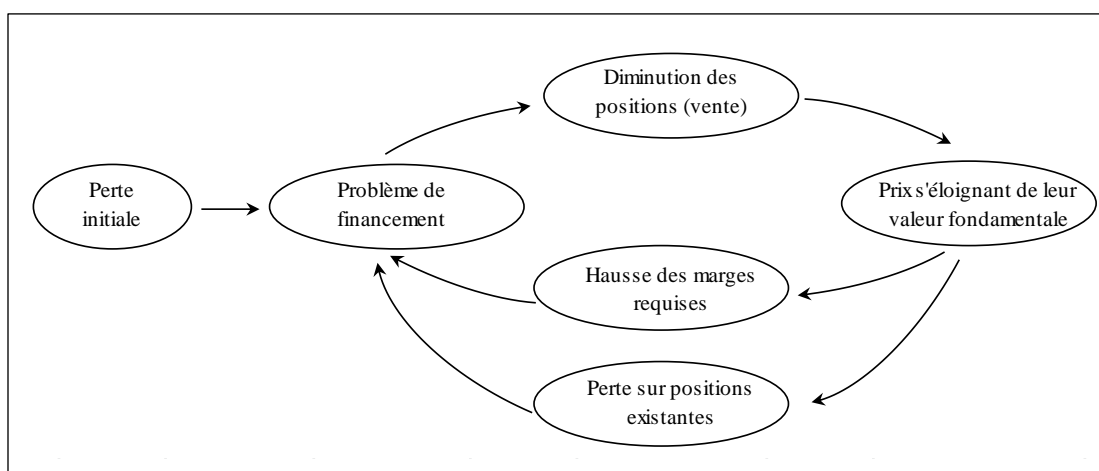 Diminution des
positions (vente)
Perte
initiale
Problème de
financement
Prix s'éloignant de leur
valeur fondamentale
Hausse des marges
requises
Perte sur positions
existantes